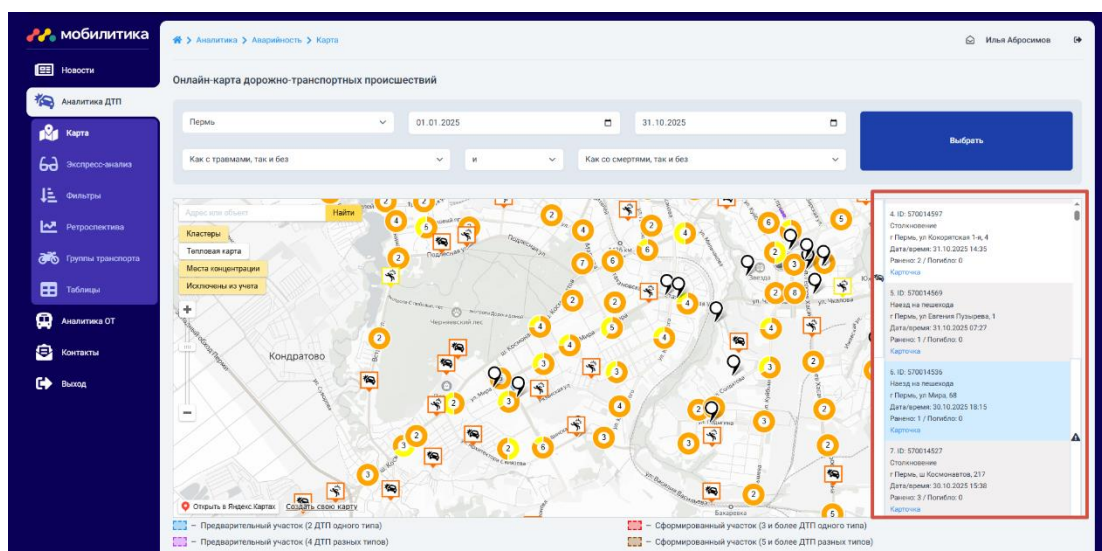 мобилитика
Аналитика > Аварийность > Карта
Илья Абросимов
Новости
Аналитика ДТП
Карта
Экспресс-анализ
Фильтры
Ретроспектива
Группы транспорта
Таблицы
Аналитика ОТ
Контакты
Выход
Онлайн-карта дорожно-транспортных происшествий
Пермь
01.01.2025
31.10.2025
Выбрать
Как с травмами, так и без
и
Как со смертями, так и без
Адрес или объект
Найти
Кластеры
Тепловая карта
Места концентрации
Исключены из учета
Черняевский лес
Кондратово
Звезда
Бахаревка
Открыть в Яндекс.Картах
Создать свою карту
4. ID: 570014597
Столкновение
г Пермь, ул Кокорятская 1-я, 4
Дата/время: 31.10.2025 14:35
Ранено: 2 / Погибло: 0
Карточка
5. ID: 570014569
Наезд на пешехода
г Пермь, ул Евгения Пузырева, 1
Дата/время: 31.10.2025 07:27
Ранено: 1 / Погибло: 0
Карточка
6. ID: 570014536
Наезд на пешехода
г Пермь, ул Мира, 68
Дата/время: 30.10.2025 18:15
Ранено: 1 / Погибло: 0
Карточка
7. ID: 570014527
Столкновение
г Пермь, ш Космонавтов, 217
Дата/время: 30.10.2025 15:38
Ранено: 3 / Погибло: 0
Карточка
– Предварительный участок (2 ДТП одного типа)
– Сформированный участок (3 и более ДТП одного типа)
– Предварительный участок (4 ДТП разных типов)
– Сформированный участок (5 и более ДТП разных типов)